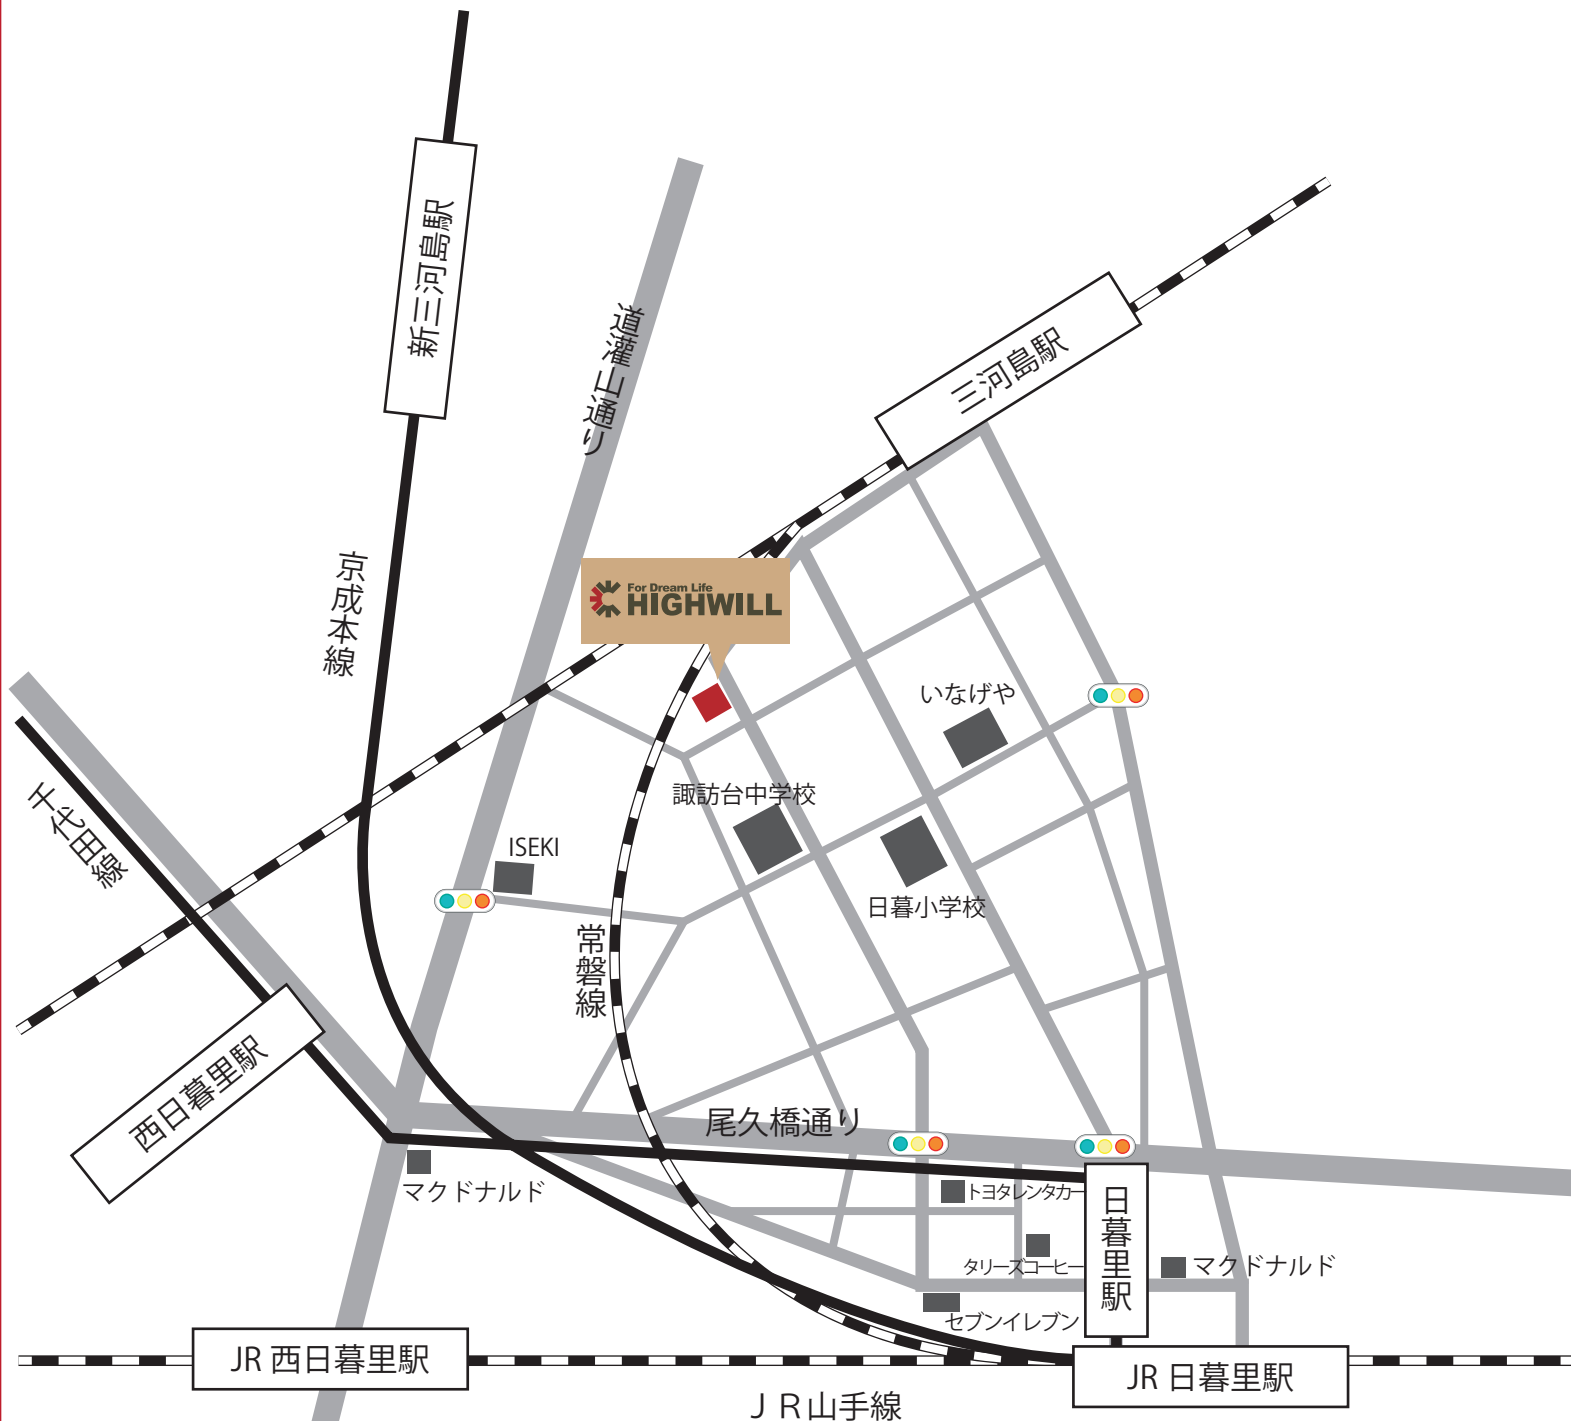 新三河島駅
道灌山通り
三河島駅
京成本線
For Dream Life
HIGHWILL
いなげや
千代田線
諏訪台中学校
ISEKI
日暮小学校
常磐線
西日暮里駅
尾久橋通り
マクドナルド
トヨタレンタカー
日暮里駅
タリーズコーヒー
マクドナルド
セブンイレブン
JR 西日暮里駅
JR 日暮里駅
ＪＲ山手線